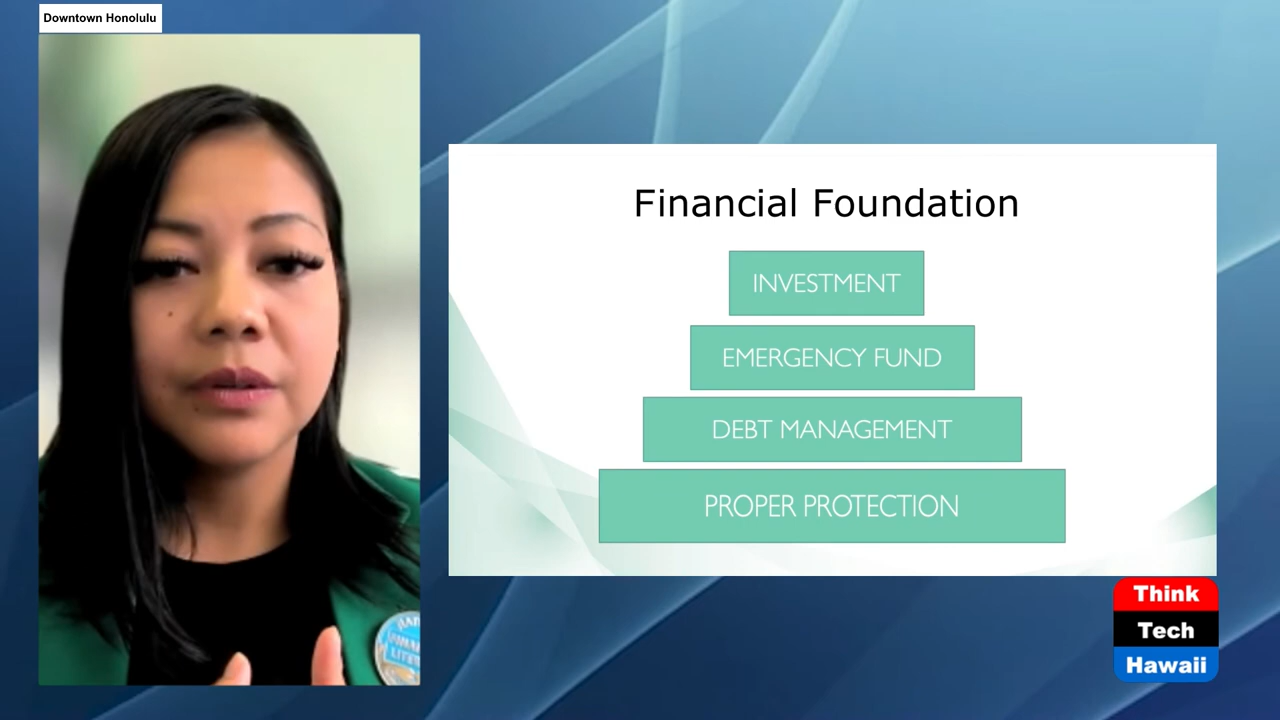 Downtown Honolulu
Financial Foundation
INVESTMENT
EMERGENCY FUND
DEBT MANAGEMENT
PROPER PROTECTION
Think
Tech
Hawaii